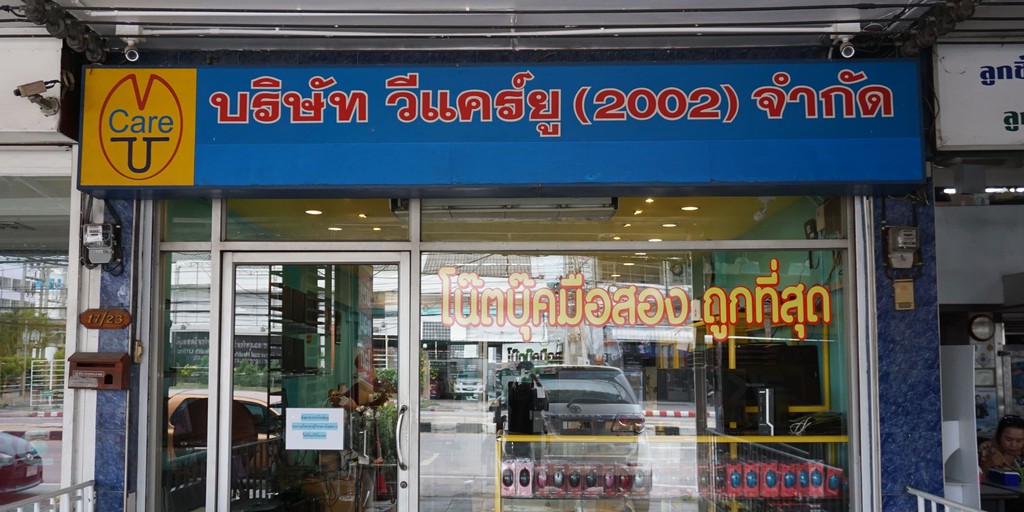 V
Care
U
บริษัท วีแคร์ยู (2002) จำกัด
โน๊ตบุ๊คมือสอง ถูกที่สุด
17/23